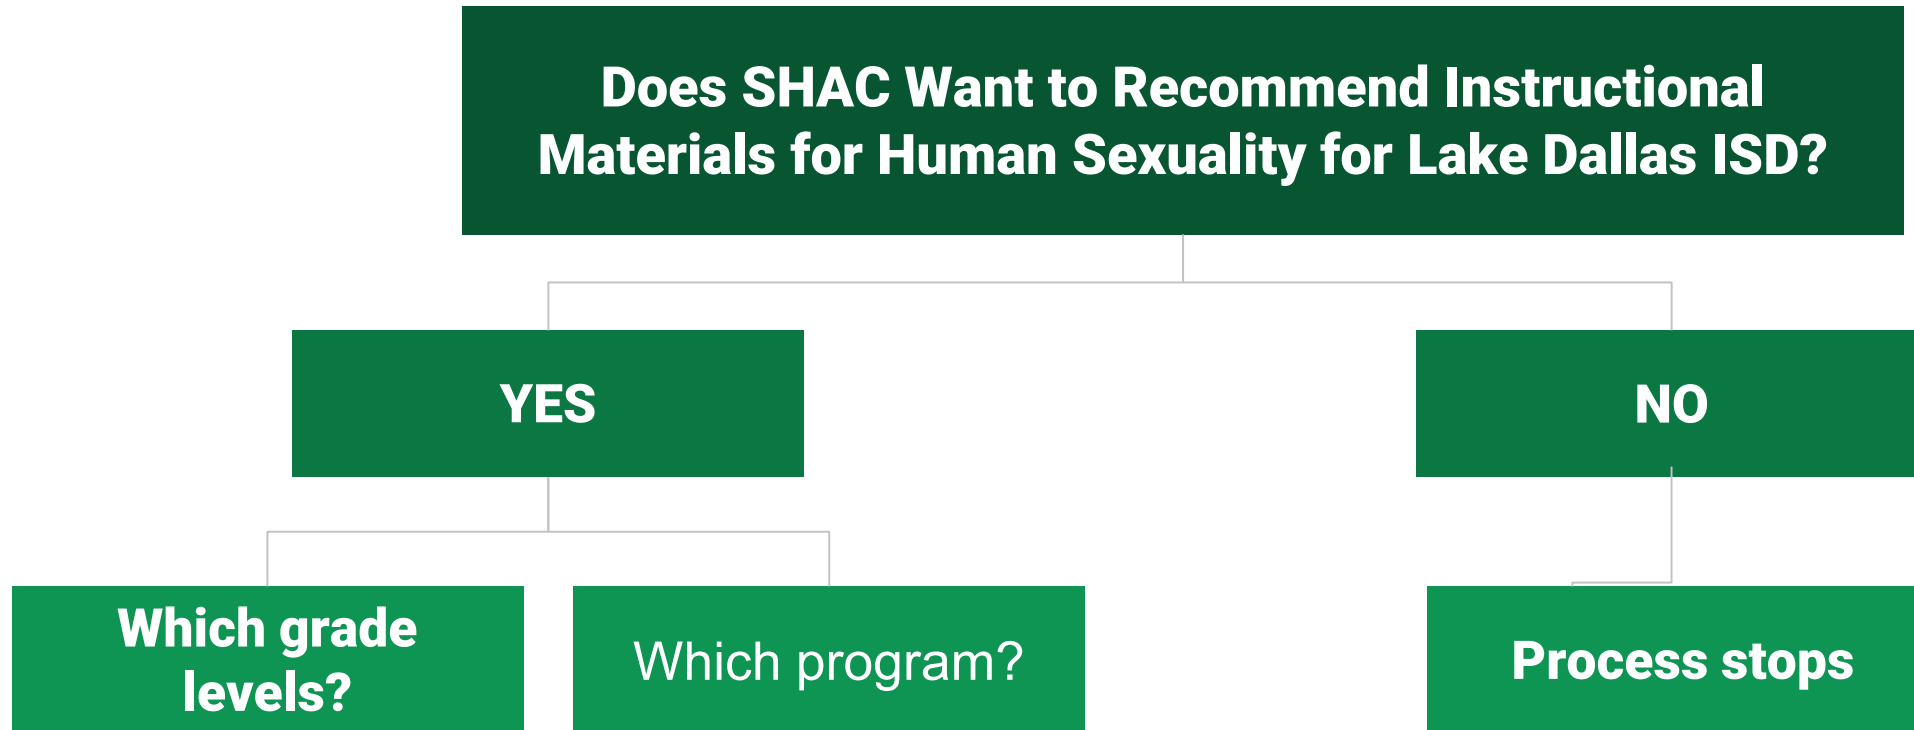 Does SHAC Want to Recommend Instructional
Materials for Human Sexuality for Lake Dallas ISD?
YES
NO
Which grade
levels?
Which program?
Process stops